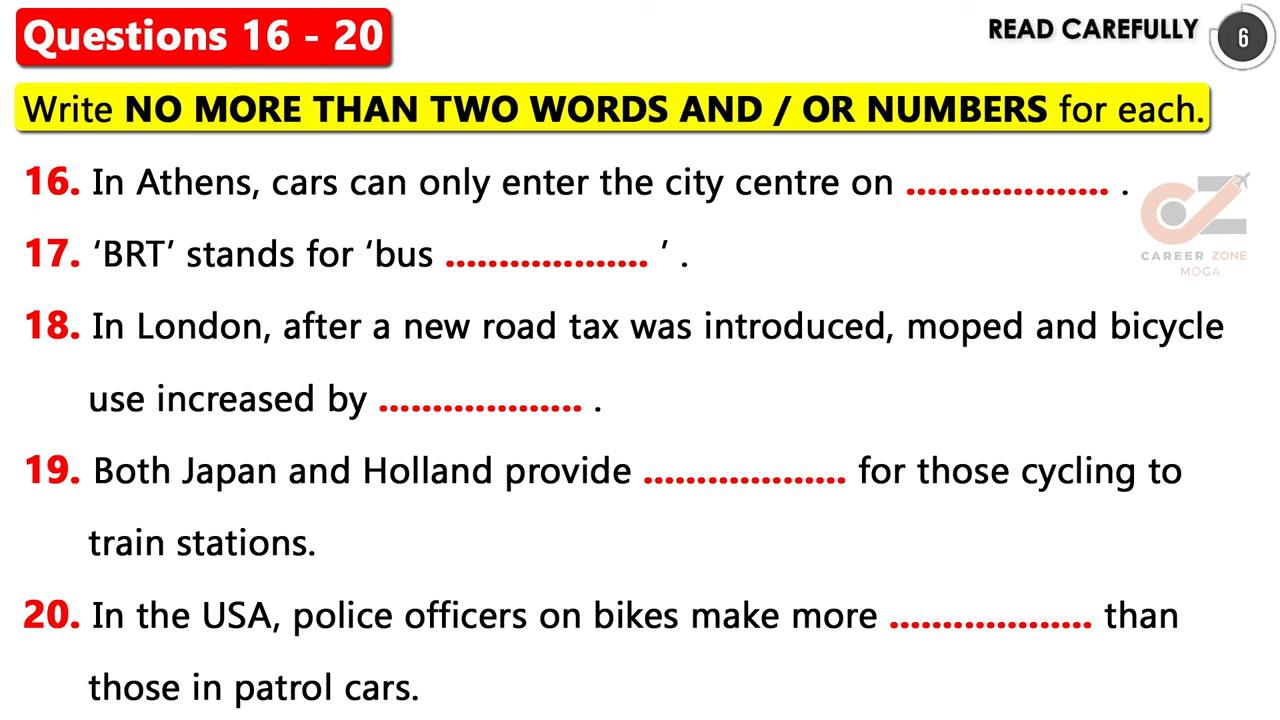 Questions 16 - 20
READ CAREFULLY
6
Write NO MORE THAN TWO WORDS AND / OR NUMBERS for each.
16. In Athens, cars can only enter the city centre on ................... .
17. ‘BRT’ stands for ‘bus ................... ’ .
18. In London, after a new road tax was introduced, moped and bicycle
use increased by ................... .
19. Both Japan and Holland provide ................... for those cycling to
train stations.
20. In the USA, police officers on bikes make more ................... than
those in patrol cars.
CZ
CAREER ZONE
MOGA